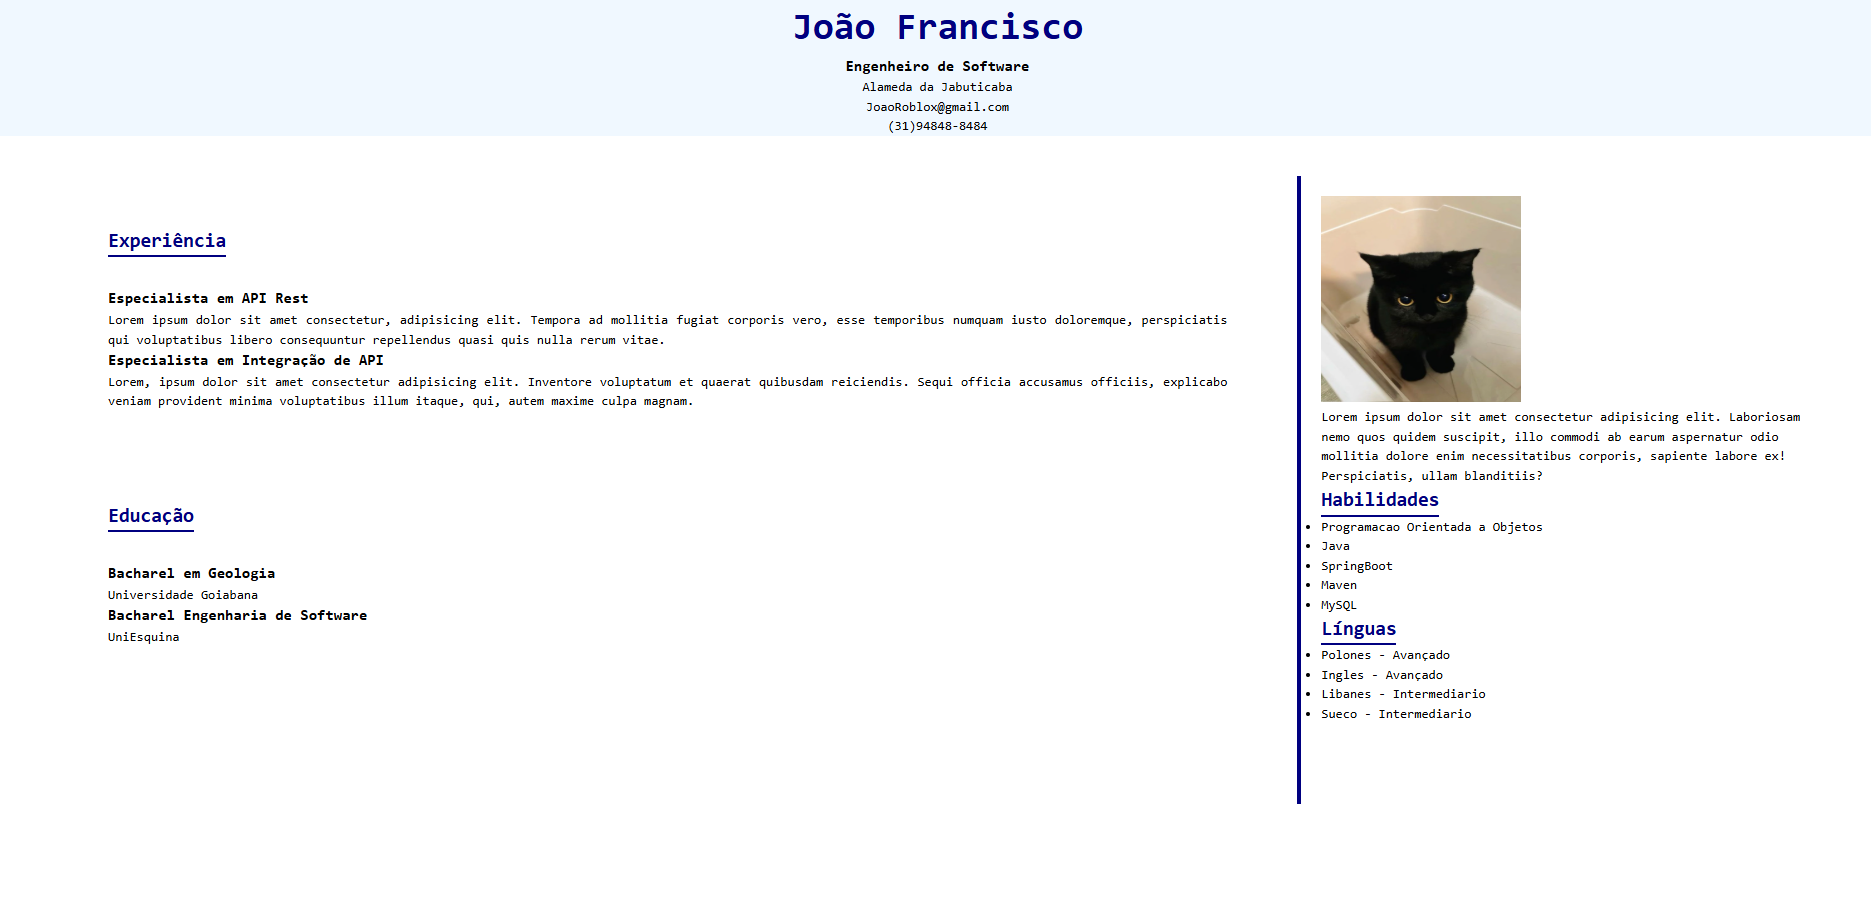 João Francisco
Engenheiro de Software
Alameda da Jabuticaba
JoaoRoblox@gmail.com
(31)94848-8484
Experiência
Especialista em API Rest
Lorem ipsum dolor sit amet consectetur, adipisicing elit. Tempora ad mollitia fugiat corporis vero, esse temporibus numquam iusto doloremque, perspiciatis
qui voluptatibus libero consequuntur repellendus quasi quis nulla rerum vitae.
Especialista em Integração de API
Lorem, ipsum dolor sit amet consectetur adipisicing elit. Inventore voluptatum et quaerat quibusdam reiciendis. Sequi officia accusamus officiis, explicabo
veniam provident minima voluptatibus illum itaque, qui, autem maxime culpa magnam.
Educação
Bacharel em Geologia
Universidade Goiabana
Bacharel Engenharia de Software
UniEsquina
Lorem ipsum dolor sit amet consectetur adipisicing elit. Laboriosam
nemo quos quidem suscipit, illo commodi ab earum aspernatur odio
mollitia dolore enim necessitatibus corporis, sapiente labore ex!
Perspiciatis, ullam blanditiis?
Habilidades
• Programacao Orientada a Objetos
• Java
• SpringBoot
• Maven
• MySQL
Línguas
• Polones - Avançado
• Ingles - Avançado
• Libanes - Intermediario
• Sueco - Intermediario